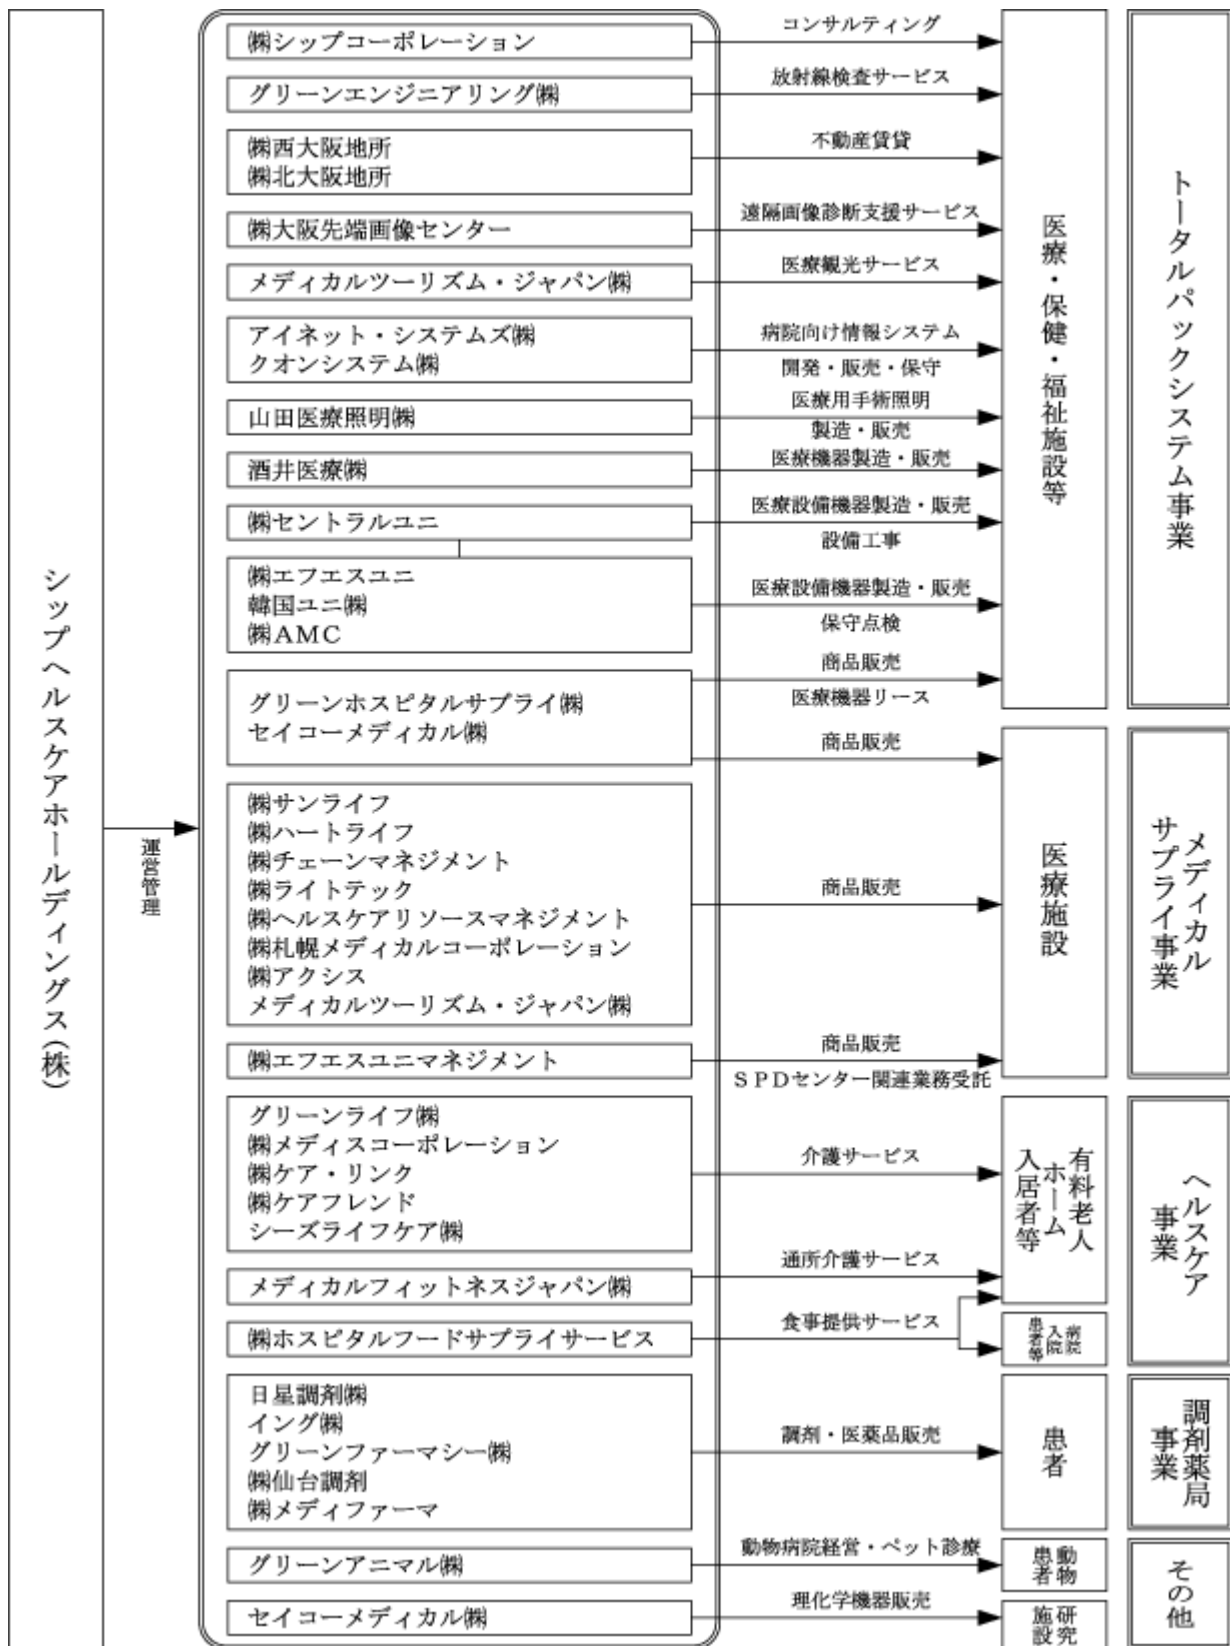 シップヘルスケアホールディングス(株)
運営管理
㈱シップコーポレーション
コンサルティング
グリーンエンジニアリング㈱
放射線検査サービス
㈱西大阪地所
㈱北大阪地所
不動産賃貸
㈱大阪先端画像センター
遠隔画像診断支援サービス
メディカルツーリズム・ジャパン㈱
医療観光サービス
アイネット・システムズ㈱
クオンシステム㈱
病院向け情報システム
開発・販売・保守
山田医療照明㈱
医療用手術照明
製造・販売
酒井医療㈱
医療機器製造・販売
㈱セントラルユニ
医療設備機器製造・販売
設備工事
㈱エフエスユニ
韓国ユニ㈱
㈱AMC
医療設備機器製造・販売
保守点検
グリーンホスピタルサプライ㈱
セイコーメディカル㈱
商品販売
医療機器リース
医療・保健・福祉施設等
トータルパックシステム事業
商品販売
㈱サンライフ
㈱ハートライフ
㈱チェーンマネジメント
㈱ライトテック
㈱ヘルスケアリソースマネジメント
㈱札幌メディカルコーポレーション
㈱アクシス
メディカルツーリズム・ジャパン㈱
商品販売
㈱エフエスユニマネジメント
商品販売
SPDセンター関連業務受託
医療施設
メディカル
サプライ事業
グリーンライフ㈱
㈱メディスコーポレーション
㈱ケア・リンク
㈱ケアフレンド
シーズライフケア㈱
介護サービス
メディカルフィットネスジャパン㈱
通所介護サービス
㈱ホスピタルフードサプライサービス
食事提供サービス
有料老人
ホーム
入居者等
病院
入院
患者等
ヘルスケア
事業
日星調剤㈱
イング㈱
グリーンファーマシー㈱
㈱仙台調剤
㈱メディファーマ
調剤・医薬品販売
患者
調剤薬局
事業
グリーンアニマル㈱
動物病院経営・ペット診療
動物
患者
セイコーメディカル㈱
理化学機器販売
研究
施設
その他